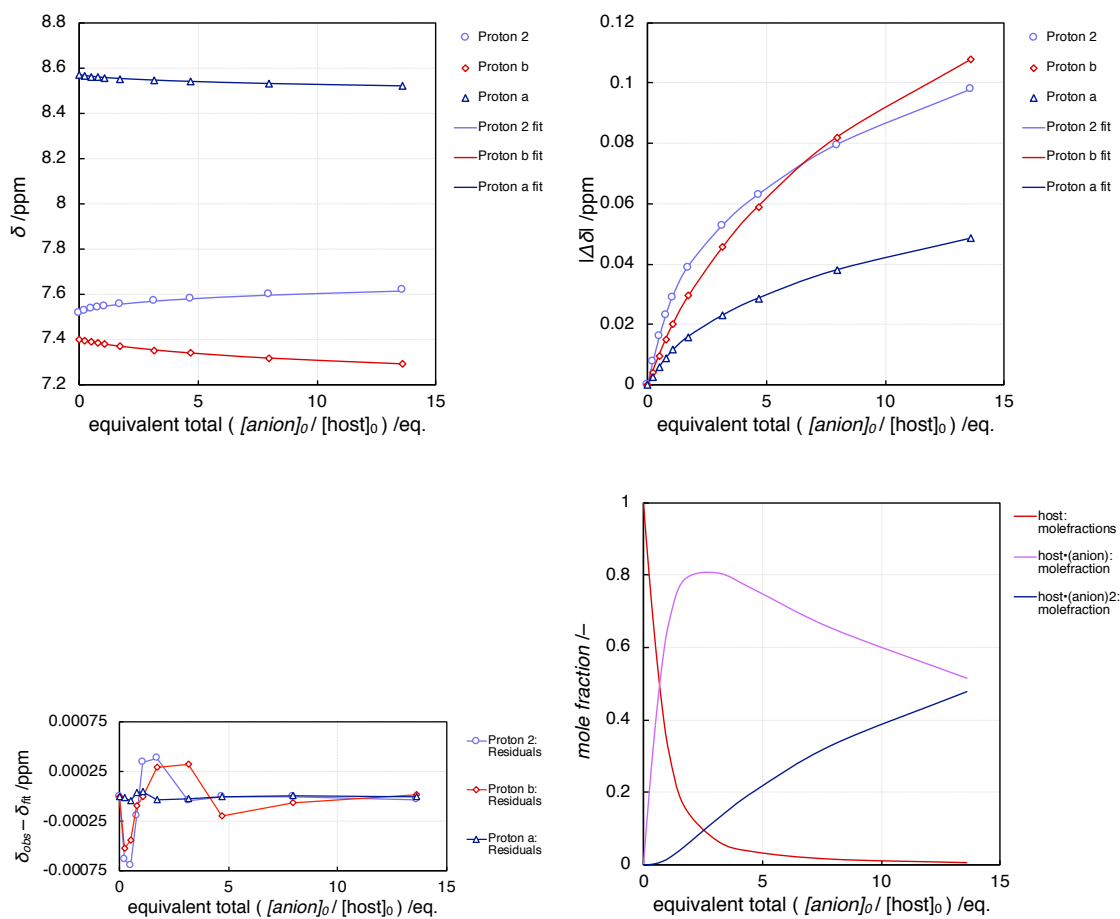 8.8
8.6
8.4
8.2
8
7.8
7.6
7.4
7.2
δ /ppm
0 5 10 15
equivalent total ( [anion]₀ / [host]₀ ) /eq.
Proton 2
Proton b
Proton a
Proton 2 fit
Proton b fit
Proton a fit
0.12
0.1
0.08
0.06
0.04
0.02
0
|Δδ| /ppm
0 5 10 15
equivalent total ( [anion]₀ / [host]₀ ) /eq.
Proton 2
Proton b
Proton a
Proton 2 fit
Proton b fit
Proton a fit
0.00075
0.00025
-0.00025
-0.00075
δobs – δfit /ppm
0 5 10 15
equivalent total ( [anion]₀ / [host]₀ ) /eq.
Proton 2:
Residuals
Proton b:
Residuals
Proton a:
Residuals
1
0.8
0.6
0.4
0.2
0
mole fraction /–
0 5 10 15
equivalent total ( [anion]₀ / [host]₀ ) /eq.
host:
molefractions
host•(anion):
molefraction
host•(anion)2:
molefraction